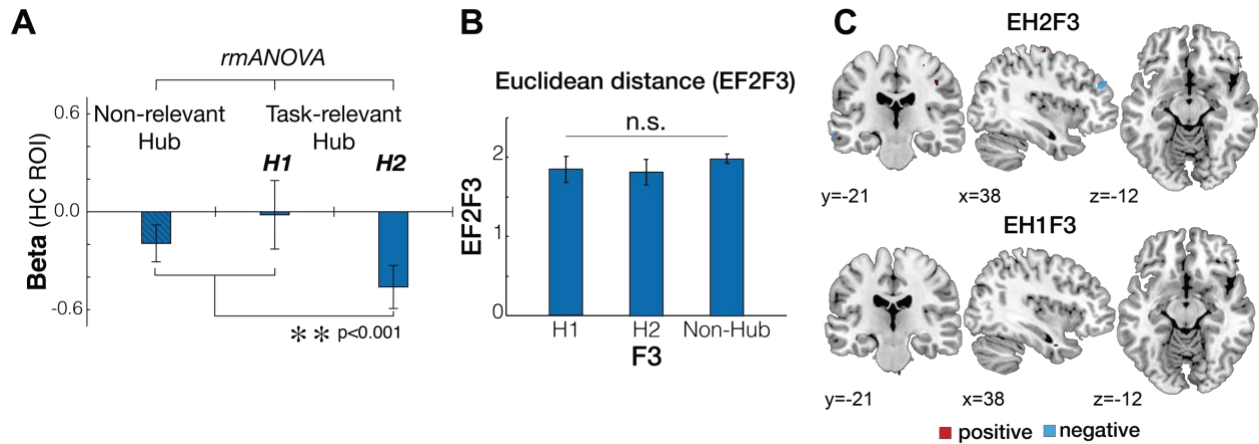 A
rmANOVA
0.6
Non-relevant
Hub
Task-relevant
Hub
H1
H2
0.0
-0.6
Beta (HC ROI)
** p<0.001
B
Euclidean distance (EF2F3)
n.s.
2
1
0
EF2F3
H1 H2 Non-Hub
F3
C
EH2F3
y=-21 x=38 z=-12
EH1F3
y=-21 x=38 z=-12
positive negative